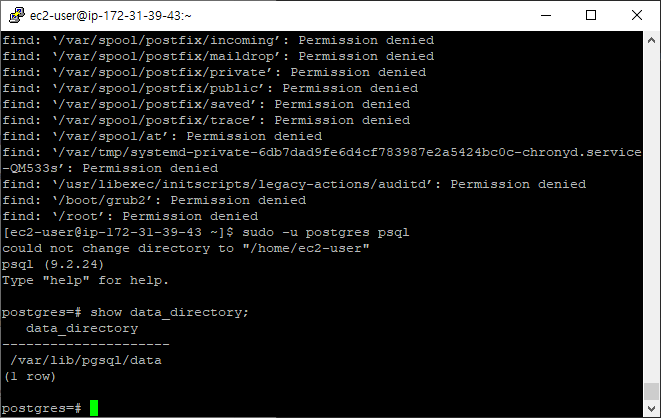 ec2-user@ip-172-31-39-43:~
find: ‘/var/spool/postfix/incoming’: Permission denied
find: ‘/var/spool/postfix/maildrop’: Permission denied
find: ‘/var/spool/postfix/private’: Permission denied
find: ‘/var/spool/postfix/public’: Permission denied
find: ‘/var/spool/postfix/saved’: Permission denied
find: ‘/var/spool/postfix/trace’: Permission denied
find: ‘/var/spool/at’: Permission denied
find: ‘/var/tmp/systemd-private-6db7dad9fe6d4cf783987e2a5424bc0c-chronyd.service
-QM533s’: Permission denied
find: ‘/usr/libexec/initscripts/legacy-actions/auditd’: Permission denied
find: ‘/boot/grub2’: Permission denied
find: ‘/root’: Permission denied
[ec2-user@ip-172-31-39-43 ~]$ sudo -u postgres psql
could not change directory to "/home/ec2-user"
psql (9.2.24)
Type "help" for help.
postgres=# show data_directory;
data_directory
---------------------
/var/lib/pgsql/data
(1 row)
postgres=#